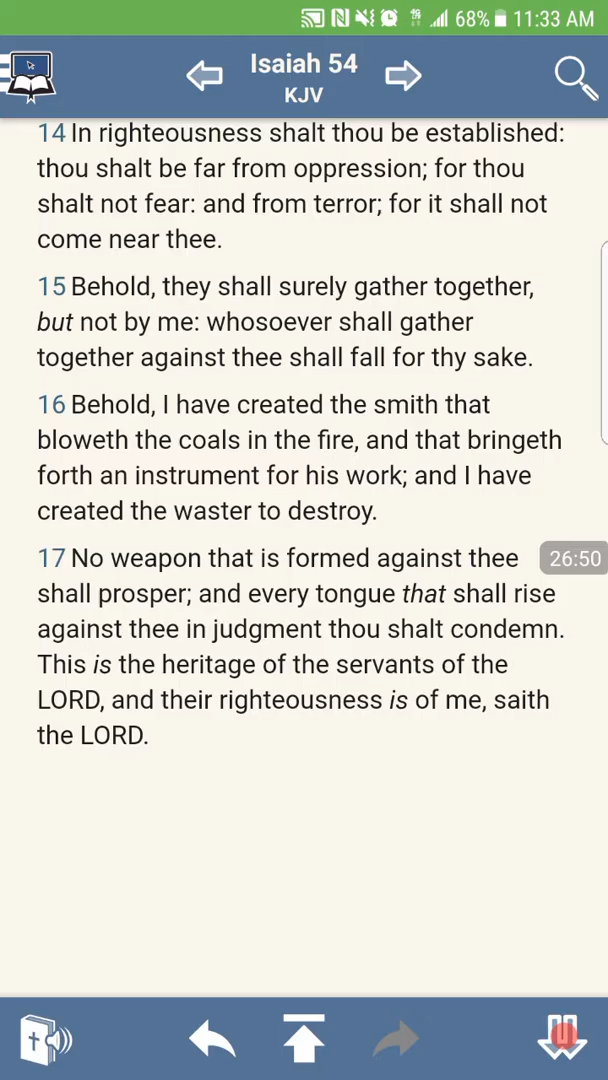 68% 11:33 AM
Isaiah 54
KJV
14 In righteousness shalt thou be established:
thou shalt be far from oppression; for thou
shalt not fear: and from terror; for it shall not
come near thee.
15 Behold, they shall surely gather together,
but not by me: whosoever shall gather
together against thee shall fall for thy sake.
16 Behold, I have created the smith that
bloweth the coals in the fire, and that bringeth
forth an instrument for his work; and I have
created the waster to destroy.
17 No weapon that is formed against thee
26:50
shall prosper; and every tongue that shall rise
against thee in judgment thou shalt condemn.
This is the heritage of the servants of the
LORD, and their righteousness is of me, saith
the LORD.